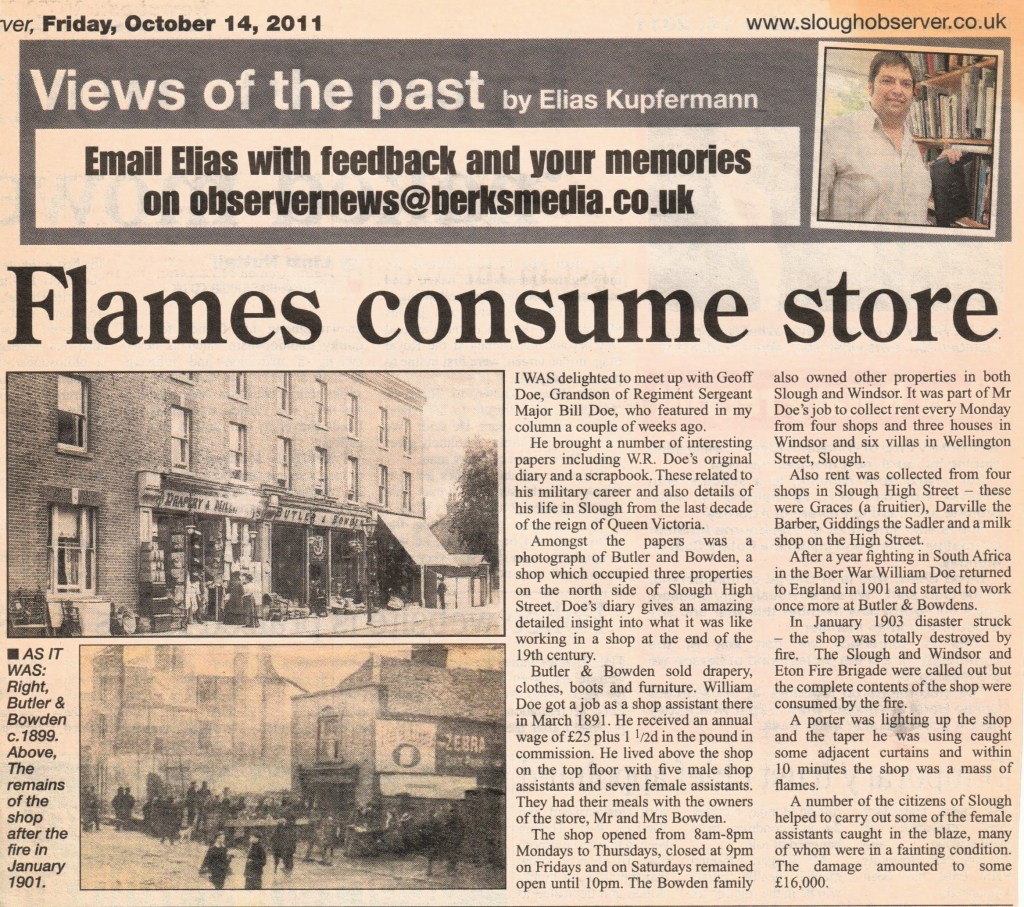 ver, Friday, October 14, 2011
www.sloughobserver.co.uk
Views of the past by Elias Kupfermann
Email Elias with feedback and your memories
on observernews@berksmedia.co.uk
Flames consume store
DRAPERY &
BUTLER & BOWDEN
■ AS IT
WAS:
Right,
Butler &
Bowden
c.1899.
Above,
The
remains
of the
shop
after the
fire in
January
1901.
ZEBRA
I WAS delighted to meet up with Geoff
Doe, Grandson of Regiment Sergeant
Major Bill Doe, who featured in my
column a couple of weeks ago.
He brought a number of interesting
papers including W.R. Doe's original
diary and a scrapbook. These related to
his military career and also details of
his life in Slough from the last decade
of the reign of Queen Victoria.
Amongst the papers was a
photograph of Butler and Bowden, a
shop which occupied three properties
on the north side of Slough High
Street. Doe's diary gives an amazing
detailed insight into what it was like
working in a shop at the end of the
19th century.
Butler & Bowden sold drapery,
clothes, boots and furniture. William
Doe got a job as a shop assistant there
in March 1891. He received an annual
wage of £25 plus 1 1/2d in the pound in
commission. He lived above the shop
on the top floor with five male shop
assistants and seven female assistants.
They had their meals with the owners
of the store, Mr and Mrs Bowden.
The shop opened from 8am-8pm
Mondays to Thursdays, closed at 9pm
on Fridays and on Saturdays remained
open until 10pm. The Bowden family
also owned other properties in both
Slough and Windsor. It was part of Mr
Doe's job to collect rent every Monday
from four shops and three houses in
Windsor and six villas in Wellington
Street, Slough.
Also rent was collected from four
shops in Slough High Street – these
were Graces (a fruitier), Darville the
Barber, Giddings the Sadler and a milk
shop on the High Street.
After a year fighting in South Africa
in the Boer War William Doe returned
to England in 1901 and started to work
once more at Butler & Bowdens.
In January 1903 disaster struck
– the shop was totally destroyed by
fire. The Slough and Windsor and
Eton Fire Brigade were called out but
the complete contents of the shop were
consumed by the fire.
A porter was lighting up the shop
and the taper he was using caught
some adjacent curtains and within
10 minutes the shop was a mass of
flames.
A number of the citizens of Slough
helped to carry out some of the female
assistants caught in the blaze, many
of whom were in a fainting condition.
The damage amounted to some
£16,000.